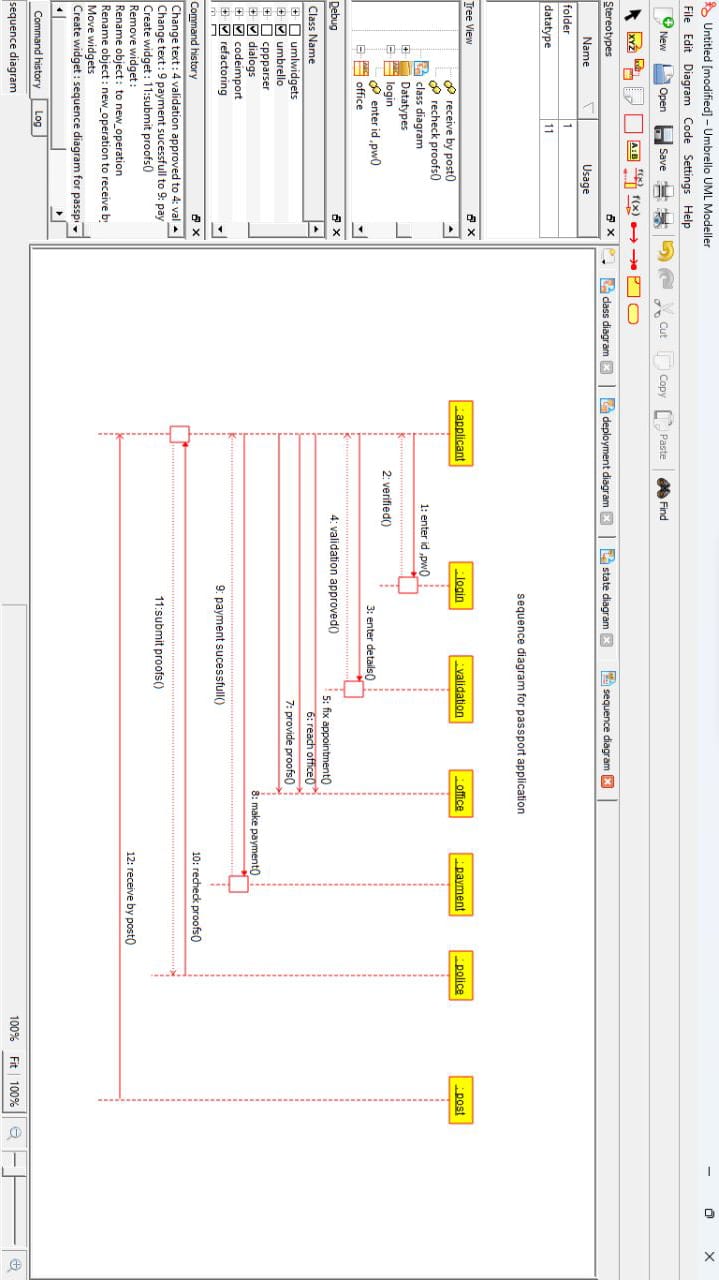 Untitled [modified] - Umbrello UML Modeller
File Edit Diagram Code Settings Help
New Open Save Cut Copy Paste Find
XYZ A:B f(x) f(x)
Stereotypes
Name Usage
folder 1
datatype 11
Tree View
receive by post()
recheck proofs()
class diagram
Datatypes
login
enter id ,pw()
office
Debug
Class Name
umlwidgets
umbrello
cppparser
dialogs
codeimport
refactoring
Command history
Change text : 4 validation approved to 4: val
Change text : 9 payment sucessfull to 9: pay
Create widget : 11:submit proofs()
Remove widget :
Rename object : to new_operation
Rename object : new_operation to receive b
Move widgets
Create widget : sequence diagram for passp
Command history Log
class diagram deployment diagram state diagram sequence diagram
sequence diagram for passport application
: applicant : login : validation : office : payment : police : post
1: enter id ,pw()
2: verified()
3: enter details()
4: validation approved()
5: fix appointment()
6: reach office()
7: provide proofs()
8: make payment()
9: payment sucessfull()
10: recheck proofs()
11:submit proofs()
12: receive by post()
sequence diagram
100% Fit 100%